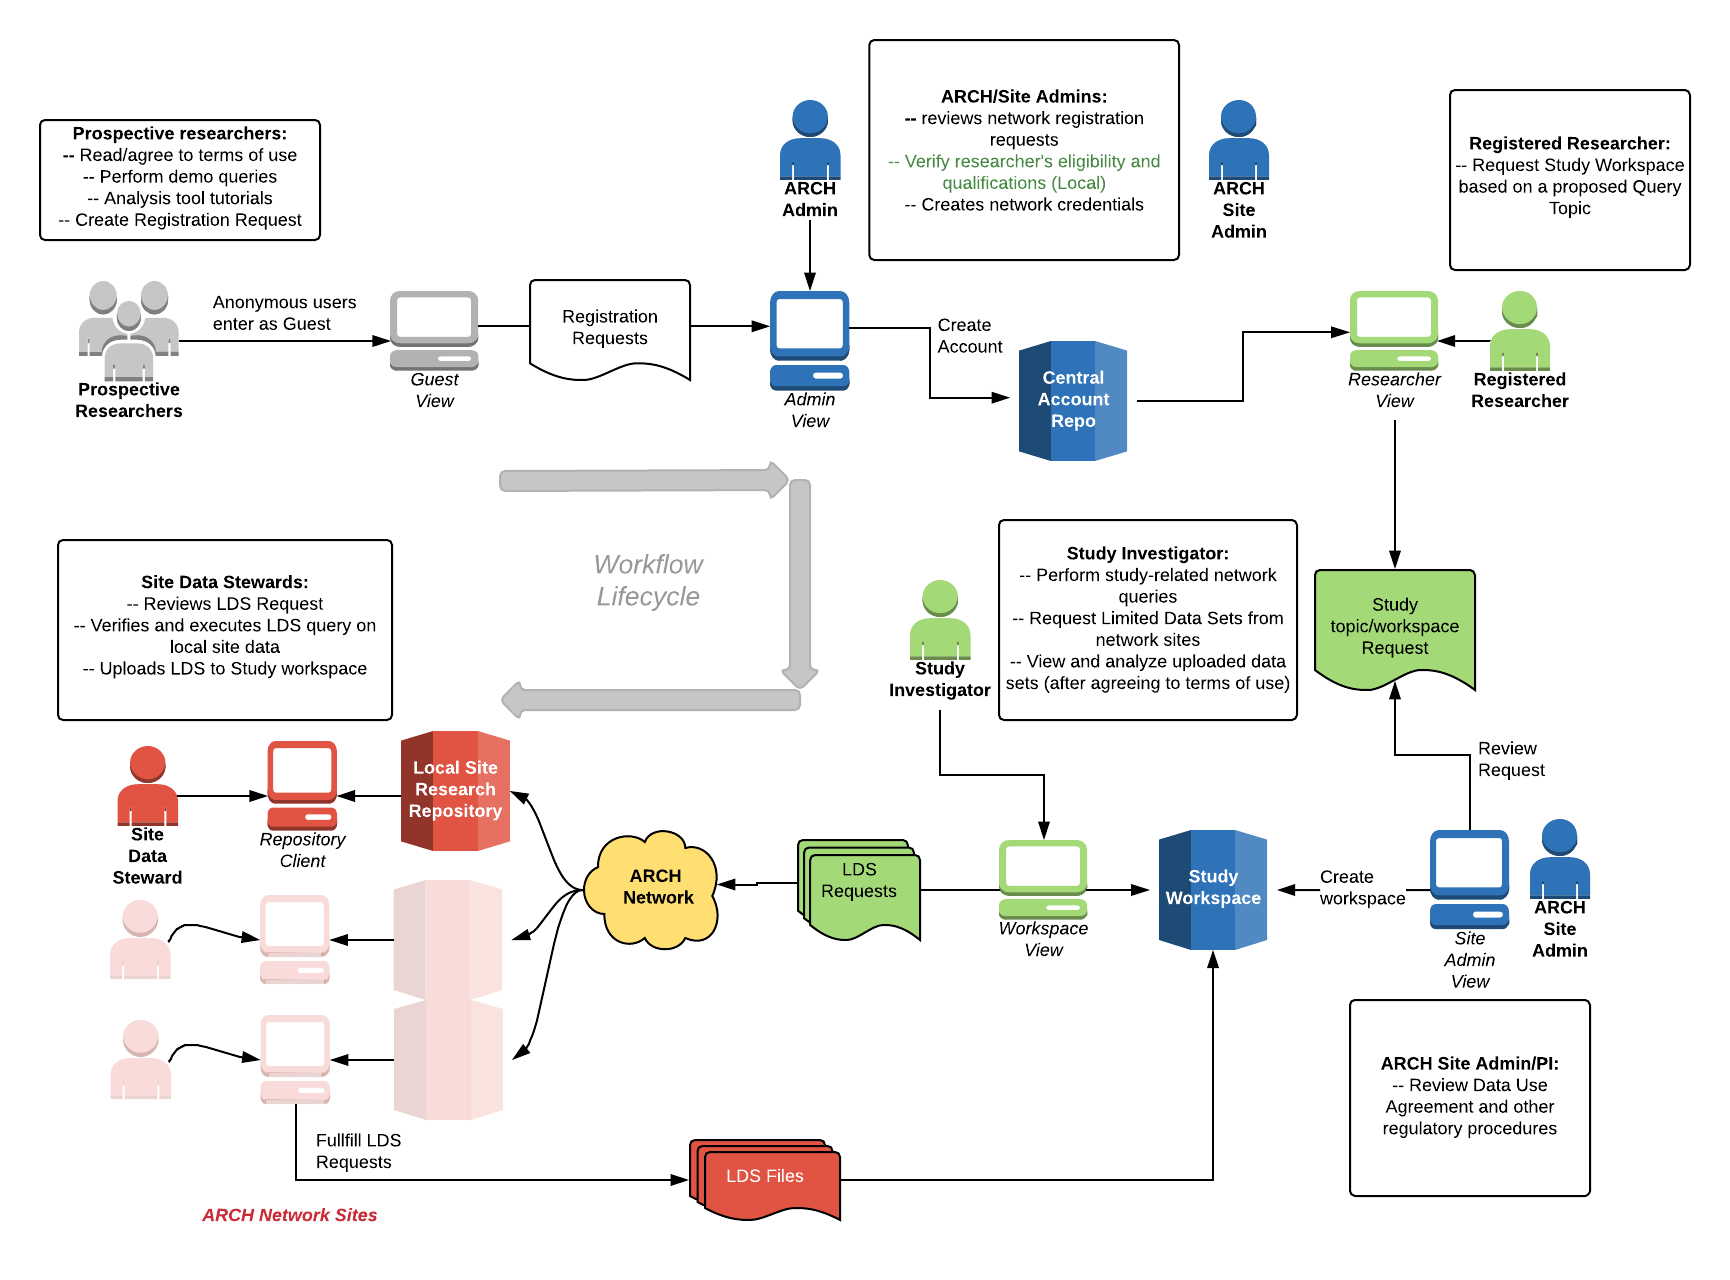 Prospective researchers:
-- Read/agree to terms of use
-- Perform demo queries
-- Analysis tool tutorials
-- Create Registration Request
ARCH
Admin
ARCH/Site Admins:
-- reviews network registration
requests
-- Verify researcher's eligibility and
qualifications (Local)
-- Creates network credentials
ARCH
Site
Admin
Registered Researcher:
-- Request Study Workspace
based on a proposed Query
Topic
Prospective
Researchers
Anonymous users
enter as Guest
Guest
View
Registration
Requests
Admin
View
Create
Account
Central
Account
Repo
Researcher
View
Registered
Researcher
Workflow
Lifecycle
Site Data Stewards:
-- Reviews LDS Request
-- Verifies and executes LDS query on
local site data
-- Uploads LDS to Study workspace
Study
Investigator
Study Investigator:
-- Perform study-related network
queries
-- Request Limited Data Sets from
network sites
-- View and analyze uploaded data
sets (after agreeing to terms of use)
Study
topic/workspace
Request
Review
Request
Site
Data
Steward
Repository
Client
Local Site
Research
Repository
ARCH
Network
LDS
Requests
Workspace
View
Study
Workspace
Create
workspace
Site
Admin
View
ARCH
Site
Admin
ARCH Site Admin/PI:
-- Review Data Use
Agreement and other
regulatory procedures
Fullfill LDS
Requests
LDS Files
ARCH Network Sites